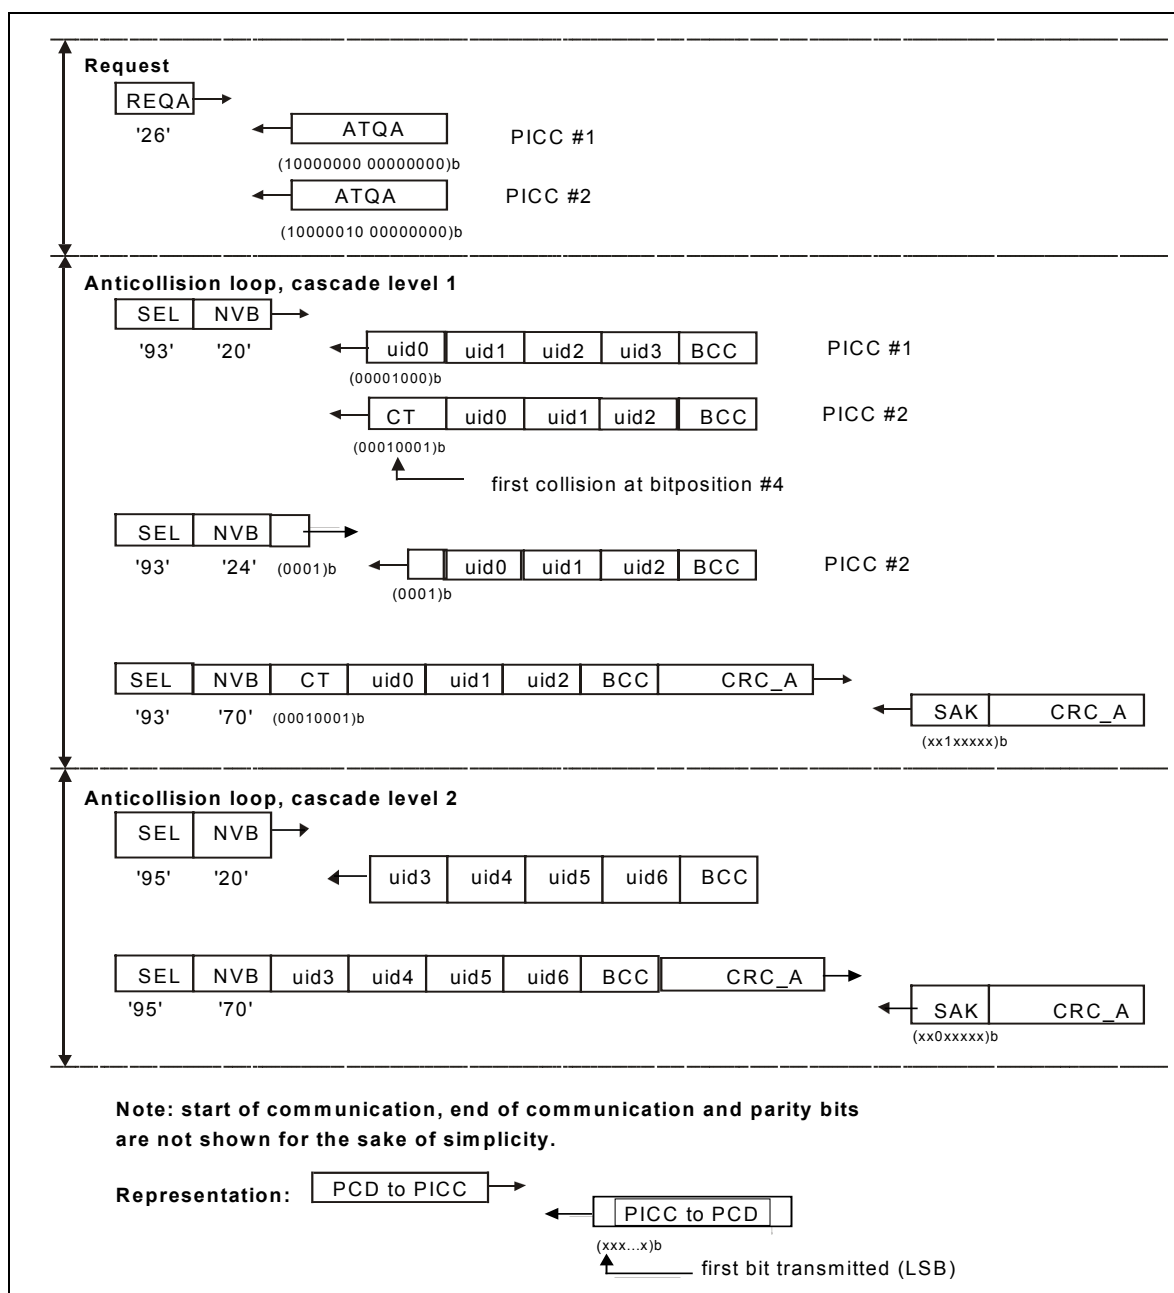 Request
REQA
'26'
ATQA
PICC #1
(10000000 00000000)b
ATQA
PICC #2
(10000010 00000000)b
Anticollision loop, cascade level 1
SEL NVB
'93' '20'
uid0 uid1 uid2 uid3 BCC PICC #1
(00001000)b
CT uid0 uid1 uid2 BCC PICC #2
(00010001)b
first collision at bitposition #4
SEL NVB
'93' '24' (0001)b
uid0 uid1 uid2 BCC PICC #2
(0001)b
SEL NVB CT uid0 uid1 uid2 BCC CRC_A
'93' '70' (00010001)b
SAK CRC_A
(xx1xxxxx)b
Anticollision loop, cascade level 2
SEL NVB
'95' '20'
uid3 uid4 uid5 uid6 BCC
SEL NVB uid3 uid4 uid5 uid6 BCC CRC_A
'95' '70'
SAK CRC_A
(xx0xxxxx)b
Note: start of communication, end of communication and parity bits
are not shown for the sake of simplicity.
Representation: PCD to PICC
PICC to PCD
(xxx...x)b
first bit transmitted (LSB)